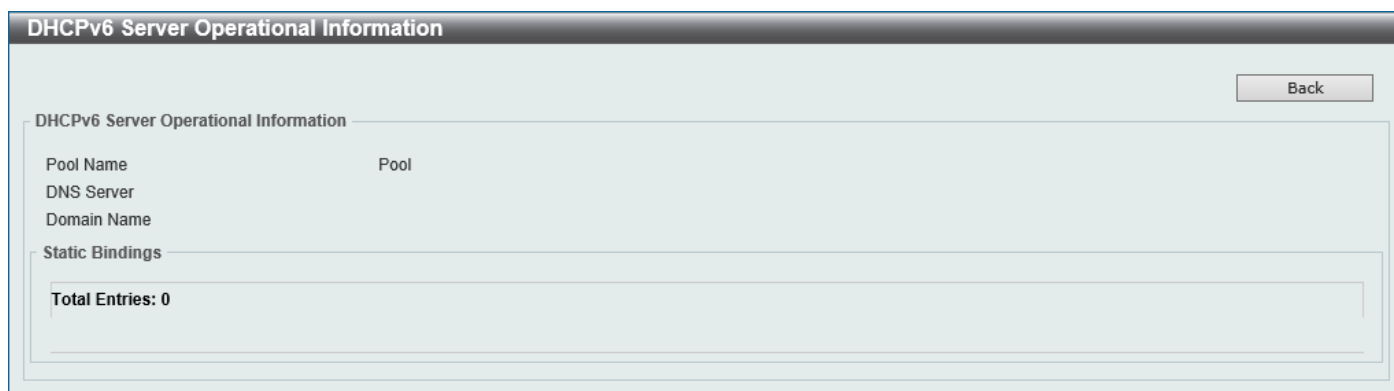 DHCPv6 Server Operational Information
Back
DHCPv6 Server Operational Information
Pool Name Pool
DNS Server
Domain Name
Static Bindings
Total Entries: 0